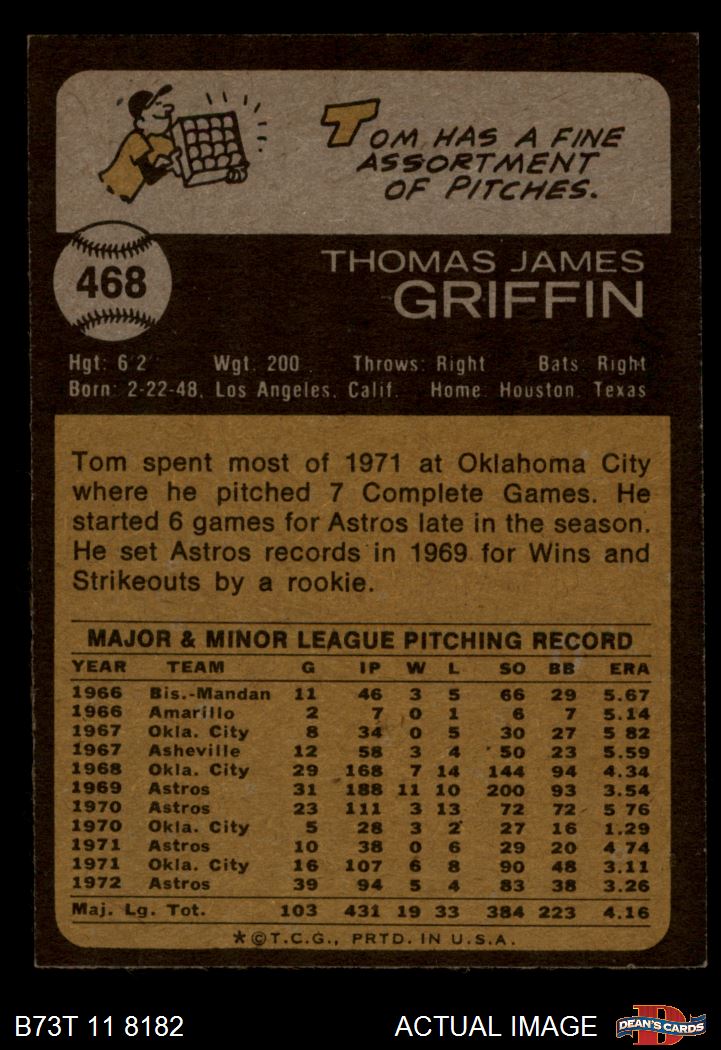 TOM HAS A FINE
ASSORTMENT
OF PITCHES.
468
THOMAS JAMES
GRIFFIN
Hgt: 6'2" Wgt: 200 Throws: Right Bats: Right
Born: 2-22-48, Los Angeles, Calif. Home: Houston, Texas
Tom spent most of 1971 at Oklahoma City
where he pitched 7 Complete Games. He
started 6 games for Astros late in the season.
He set Astros records in 1969 for Wins and
Strikeouts by a rookie.
MAJOR & MINOR LEAGUE PITCHING RECORD
YEAR TEAM G IP W L SO BB ERA
1966 Bis.-Mandan 11 46 3 5 66 29 5.67
1966 Amarillo 2 7 0 1 6 7 5.14
1967 Okla. City 8 34 0 5 30 27 5.82
1967 Asheville 12 58 3 4 50 23 5.59
1968 Okla. City 29 168 7 14 144 94 4.34
1969 Astros 31 188 11 10 200 93 3.54
1970 Astros 23 111 3 13 72 72 5.76
1970 Okla. City 5 28 3 2 27 16 1.29
1971 Astros 10 38 0 6 29 20 4.74
1971 Okla. City 16 107 6 8 90 48 3.11
1972 Astros 39 94 5 4 83 38 3.26
Maj. Lg. Tot. 103 431 19 33 384 223 4.16
*©T.C.G., PRTD. IN U.S.A.
B73T 11 8182 ACTUAL IMAGE DEAN'S CARDS